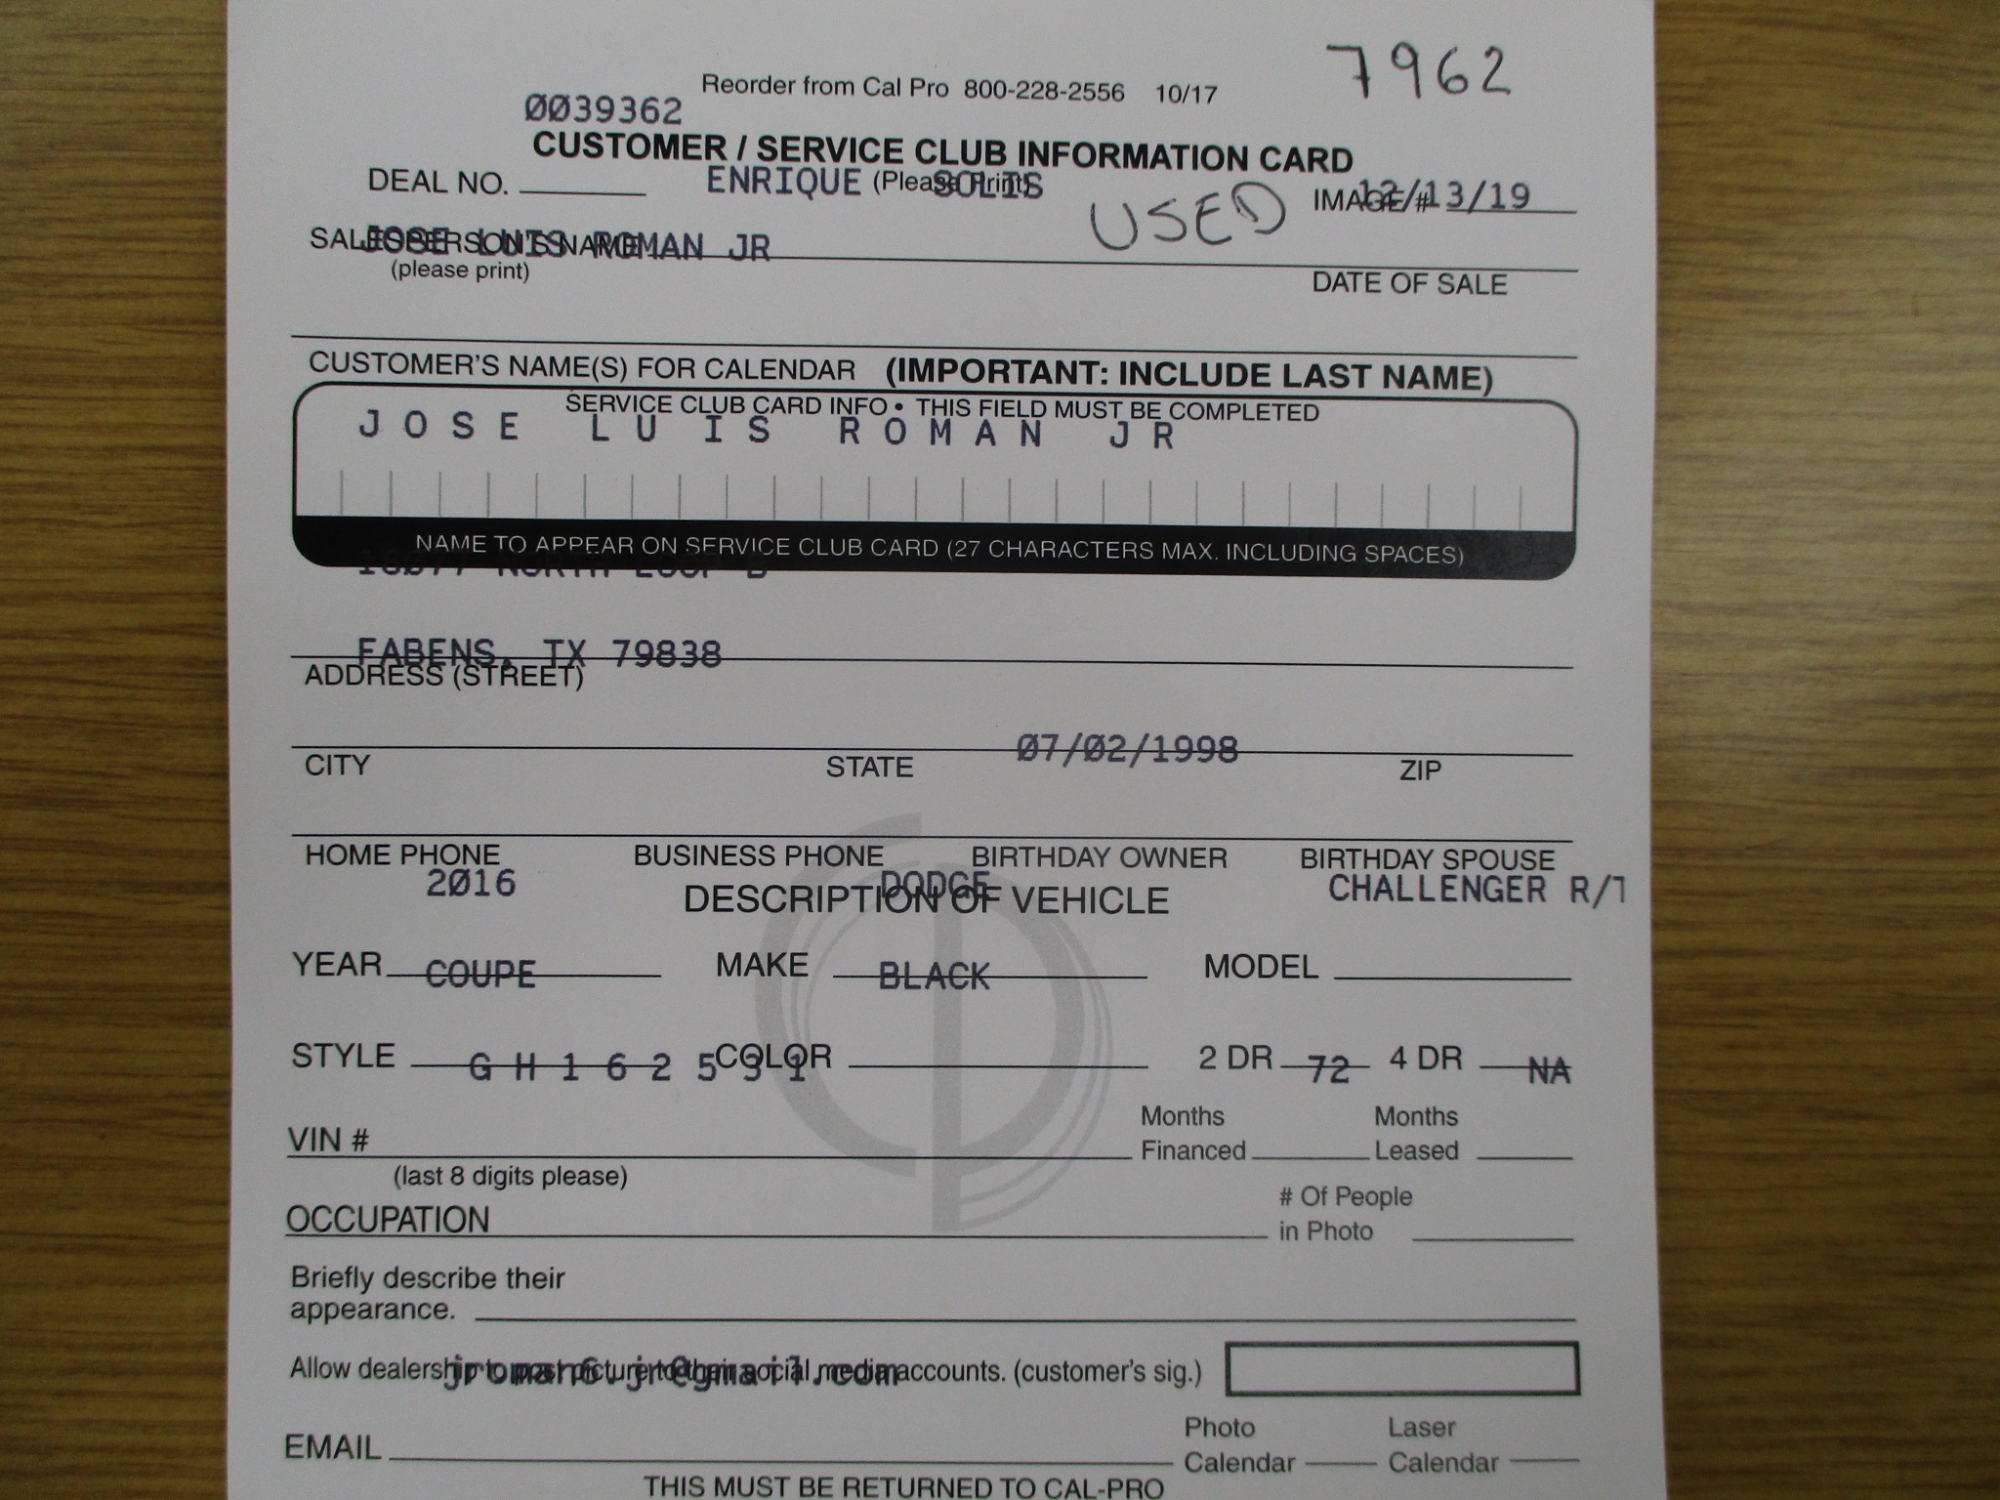 7962
Reorder from Cal Pro 800-228-2556 10/17
0039362
CUSTOMER / SERVICE CLUB INFORMATION CARD
DEAL NO. ENRIQUE (Please Print) SOLIS USED IMAGE # 12/13/19
SALESPERSON'S NAME JOSE LUIS ROMAN JR
(please print) DATE OF SALE
CUSTOMER'S NAME(S) FOR CALENDAR (IMPORTANT: INCLUDE LAST NAME)
SERVICE CLUB CARD INFO • THIS FIELD MUST BE COMPLETED
JOSE LUIS ROMAN JR
NAME TO APPEAR ON SERVICE CLUB CARD (27 CHARACTERS MAX. INCLUDING SPACES)
NORTH LOOP
FABENS, TX 79838
ADDRESS (STREET)
07/02/1998
CITY STATE ZIP
HOME PHONE BUSINESS PHONE BIRTHDAY OWNER BIRTHDAY SPOUSE
2016 DODGE CHALLENGER R/T
DESCRIPTION OF VEHICLE
YEAR COUPE MAKE BLACK MODEL
STYLE GH162591 COLOR 2 DR 72 4 DR NA
Months Months
VIN # Financed Leased
(last 8 digits please)
# Of People
OCCUPATION in Photo
Briefly describe their
appearance.
Allow dealership to post picture to their social media accounts. (customer's sig.)
jroman6.jr@gmail.com
Photo Laser
EMAIL Calendar Calendar
THIS MUST BE RETURNED TO CAL-PRO